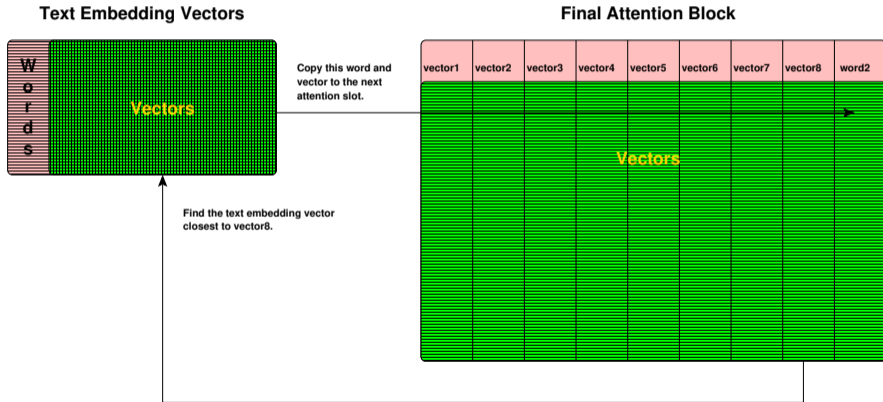 Text Embedding Vectors
Final Attention Block
Words
Vectors
Copy this word and
vector to the next
attention slot.
vector1 vector2 vector3 vector4 vector5 vector6 vector7 vector8 word2
Vectors
Find the text embedding vector
closest to vector8.